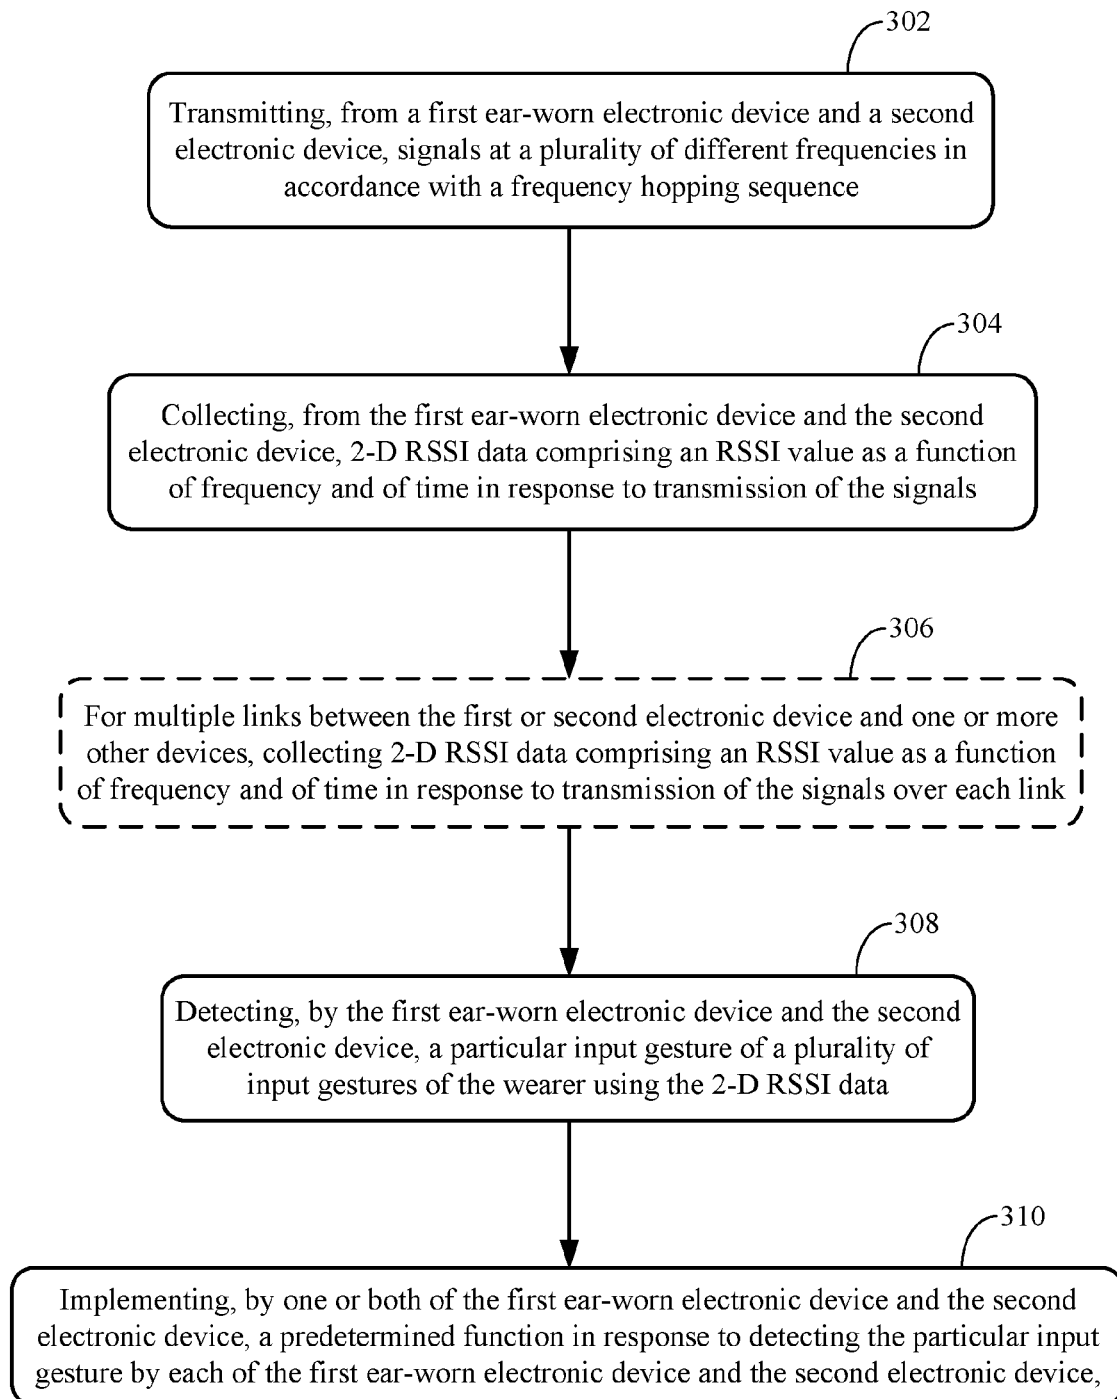 302
Transmitting, from a first ear-worn electronic device and a second
electronic device, signals at a plurality of different frequencies in
accordance with a frequency hopping sequence
304
Collecting, from the first ear-worn electronic device and the second
electronic device, 2-D RSSI data comprising an RSSI value as a function
of frequency and of time in response to transmission of the signals
306
For multiple links between the first or second electronic device and one or more
other devices, collecting 2-D RSSI data comprising an RSSI value as a function
of frequency and of time in response to transmission of the signals over each link
308
Detecting, by the first ear-worn electronic device and the second
electronic device, a particular input gesture of a plurality of
input gestures of the wearer using the 2-D RSSI data
310
Implementing, by one or both of the first ear-worn electronic device and the second
electronic device, a predetermined function in response to detecting the particular input
gesture by each of the first ear-worn electronic device and the second electronic device,